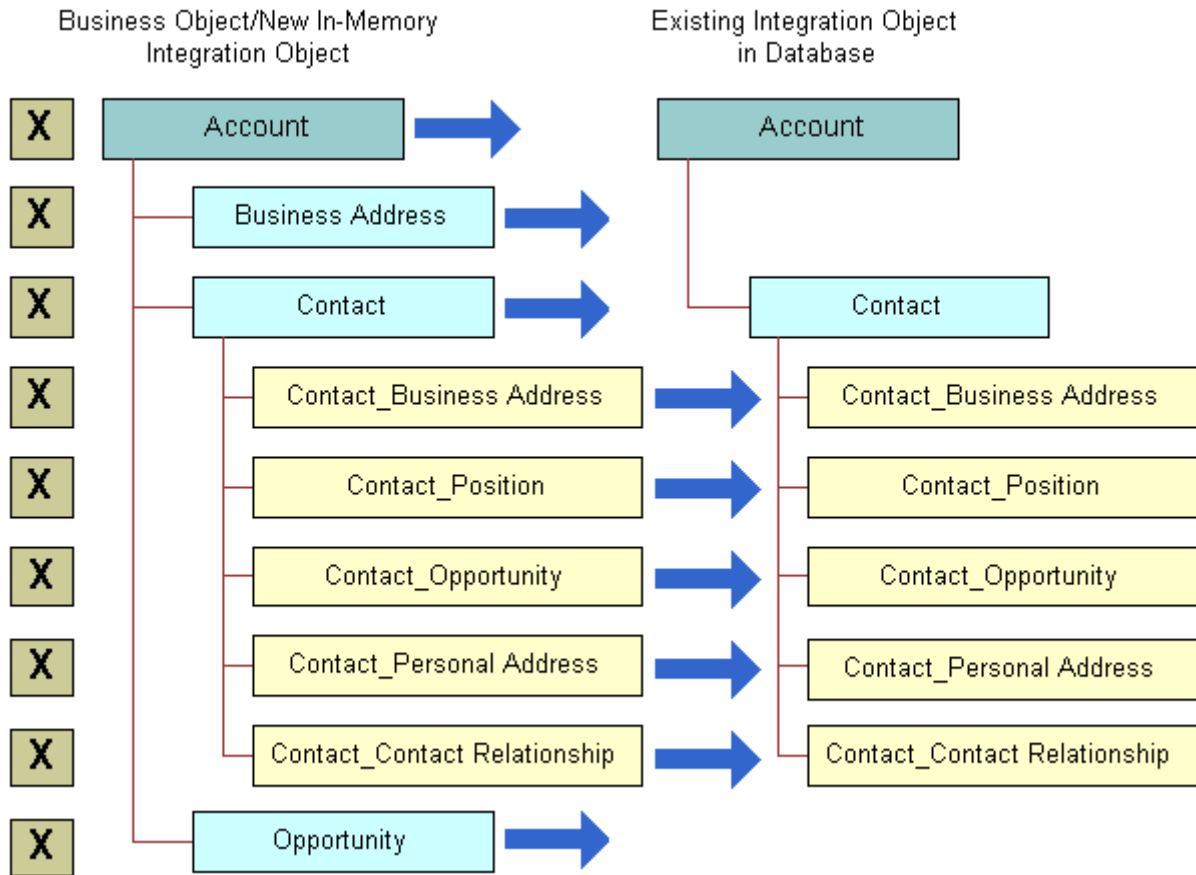 Business Object/New In-Memory
Integration Object
Existing Integration Object
in Database
X
Account
Account
X
Business Address
X
Contact
Contact
X
Contact_Business Address
Contact_Business Address
X
Contact_Position
Contact_Position
X
Contact_Opportunity
Contact_Opportunity
X
Contact_Personal Address
Contact_Personal Address
X
Contact_Contact Relationship
Contact_Contact Relationship
X
Opportunity